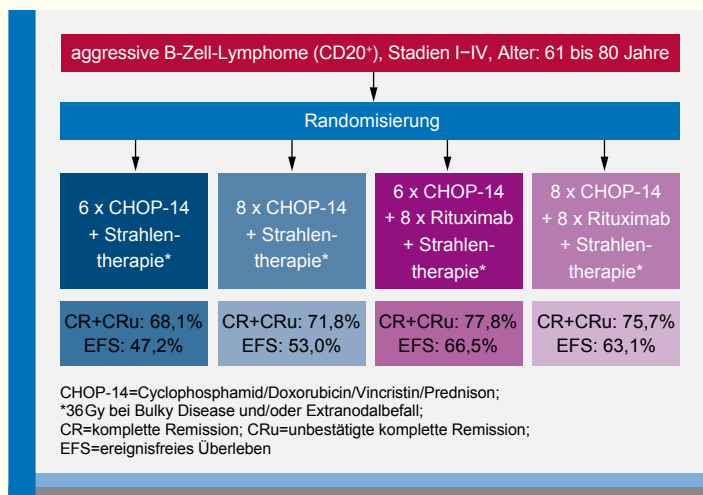 aggressive B-Zell-Lymphome (CD20⁺), Stadien I−IV, Alter: 61 bis 80 Jahre
Randomisierung
6 x CHOP-14
+ Strahlen-
therapie*
8 x CHOP-14
+ Strahlen-
therapie*
6 x CHOP-14
+ 8 x Rituximab
+ Strahlen-
therapie*
8 x CHOP-14
+ 8 x Rituximab
+ Strahlen-
therapie*
CR+CRu: 68,1%
EFS: 47,2%
CR+CRu: 71,8%
EFS: 53,0%
CR+CRu: 77,8%
EFS: 66,5%
CR+CRu: 75,7%
EFS: 63,1%
CHOP-14=Cyclophosphamid/Doxorubicin/Vincristin/Prednison;
*36Gy bei Bulky Disease und/oder Extranodalbefall;
CR=komplette Remission; CRu=unbestätigte komplette Remission;
EFS=ereignisfreies Überleben